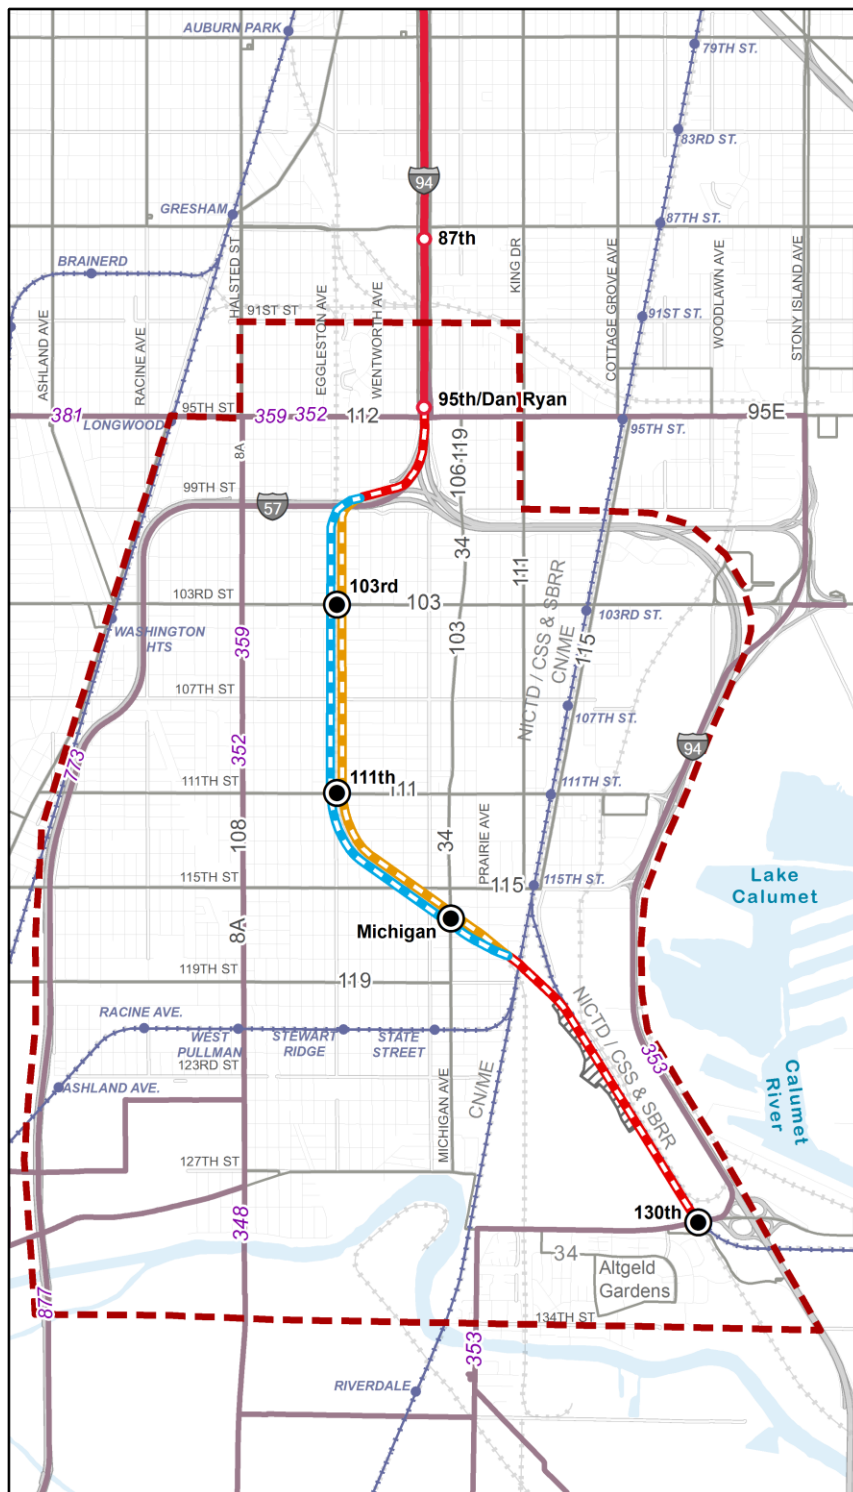 AUBURN PARK
79TH ST.
83RD ST.
94
GRESHAM
87TH ST.
87th
HALSTED ST
KING DR
COTTAGE GROVE AVE
WOODLAWN AVE
STONY ISLAND AVE
BRAINERD
EGGLESTON AVE
WENTWORTH AVE
91ST ST
91ST ST.
ASHLAND AVE
RACINE AVE
95th/Dan Ryan
95TH ST
381
LONGWOOD
359
352
112
95E
95TH ST.
8A
119
106
99TH ST
57
34
111
103rd
103RD ST
103
103RD ST.
WASHINGTON
HTS
359
103
NICTD / CSS & SBRR
CN/ME
115
107TH ST
107TH ST.
352
773
94
111th
111TH ST
111
111TH ST.
108
34
PRAIRIE AVE
115TH ST
115
115TH ST.
Lake
Calumet
Michigan
8A
119TH ST
119
NICTD / CSS & SBRR
RACINE AVE.
WEST
PULLMAN
STEWART
RIDGE
STATE
STREET
353
123RD ST
ASHLAND AVE.
CN/ME
MICHIGAN AVE
Calumet
River
127TH ST
348
130th
34
Altgeld
Gardens
877
134TH ST
353
RIVERDALE